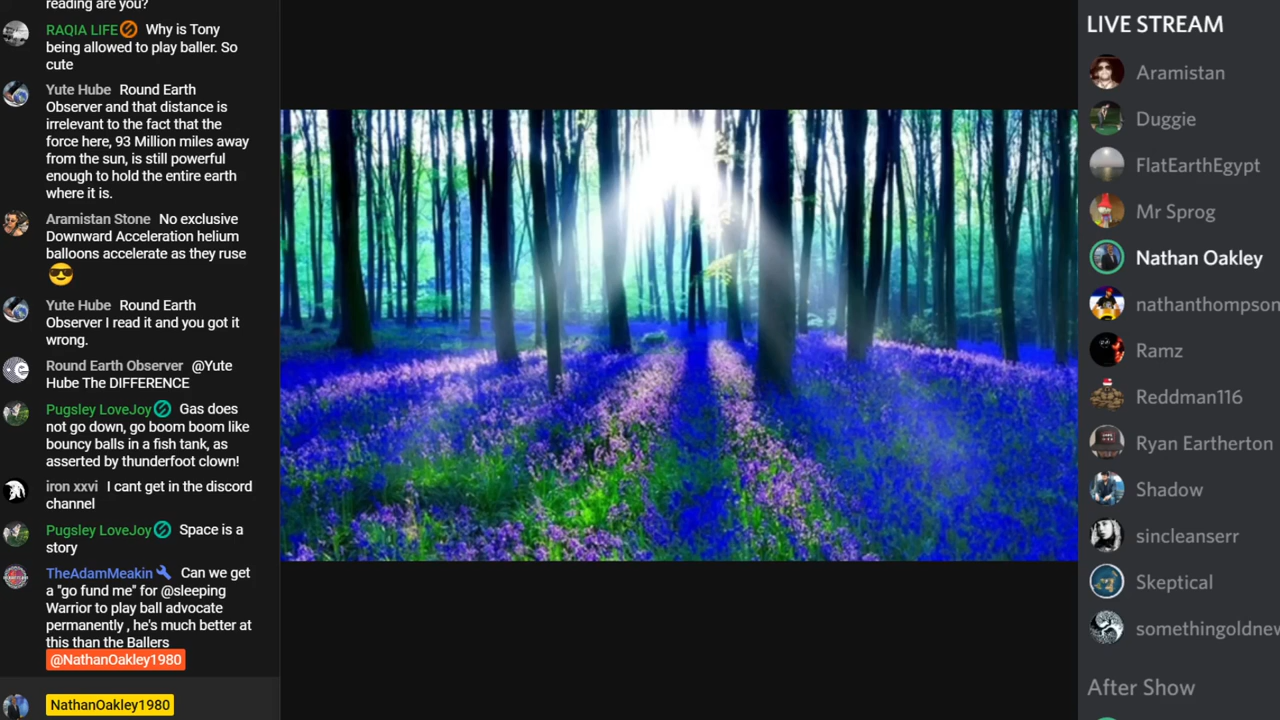 reading are you?
RAQIA LIFE Why is Tony
being allowed to play baller. So
cute
Yute Hube Round Earth
Observer and that distance is
irrelevant to the fact that the
force here, 93 Million miles away
from the sun, is still powerful
enough to hold the entire earth
where it is.
Aramistan Stone No exclusive
Downward Acceleration helium
balloons accelerate as they ruse
Yute Hube Round Earth
Observer I read it and you got it
wrong.
Round Earth Observer @Yute
Hube The DIFFERENCE
Pugsley LoveJoy Gas does
not go down, go boom boom like
bouncy balls in a fish tank, as
asserted by thunderfoot clown!
iron xxvi I cant get in the discord
channel
Pugsley LoveJoy Space is a
story
TheAdamMeakin Can we get
a "go fund me" for @sleeping
Warrior to play ball advocate
permanently , he's much better at
this than the Ballers
@NathanOakley1980
NathanOakley1980
LIVE STREAM
Aramistan
Duggie
FlatEarthEgypt
Mr Sprog
Nathan Oakley
nathanthompson
Ramz
Reddman116
Ryan Eartherton
Shadow
sincleanserr
Skeptical
somethingoldnew
After Show